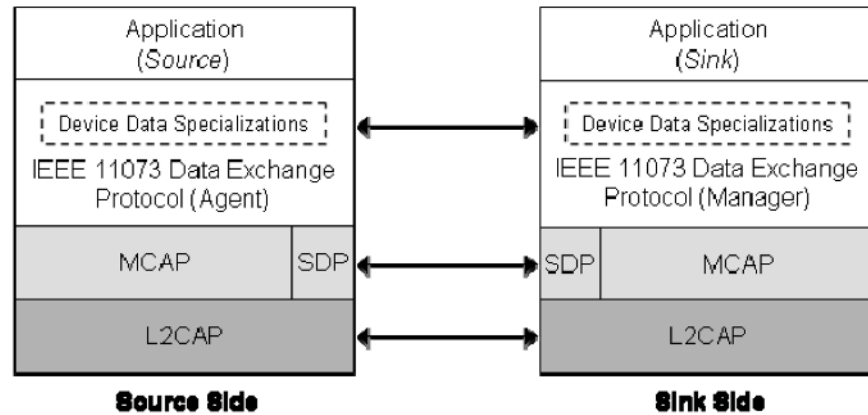 Application
(Source)
Device Data Specializations
IEEE 11073 Data Exchange
Protocol (Agent)
MCAP
SDP
L2CAP
Source Side
Application
(Sink)
Device Data Specializations
IEEE 11073 Data Exchange
Protocol (Manager)
SDP
MCAP
L2CAP
Sink Side